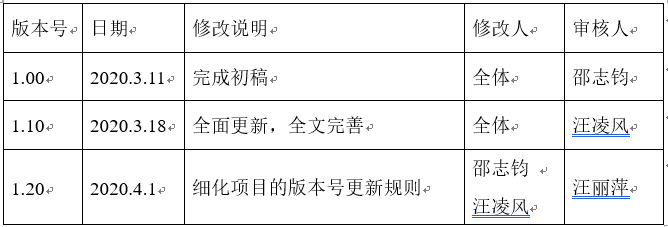 版本号 日期 修改说明 修改人 审核人
1.00 2020.3.11 完成初稿 全体 邵志钧
1.10 2020.3.18 全面更新，全文完善 全体 汪凌风
1.20 2020.4.1 细化项目的版本号更新规则 邵志钧 汪丽萍
汪凌风